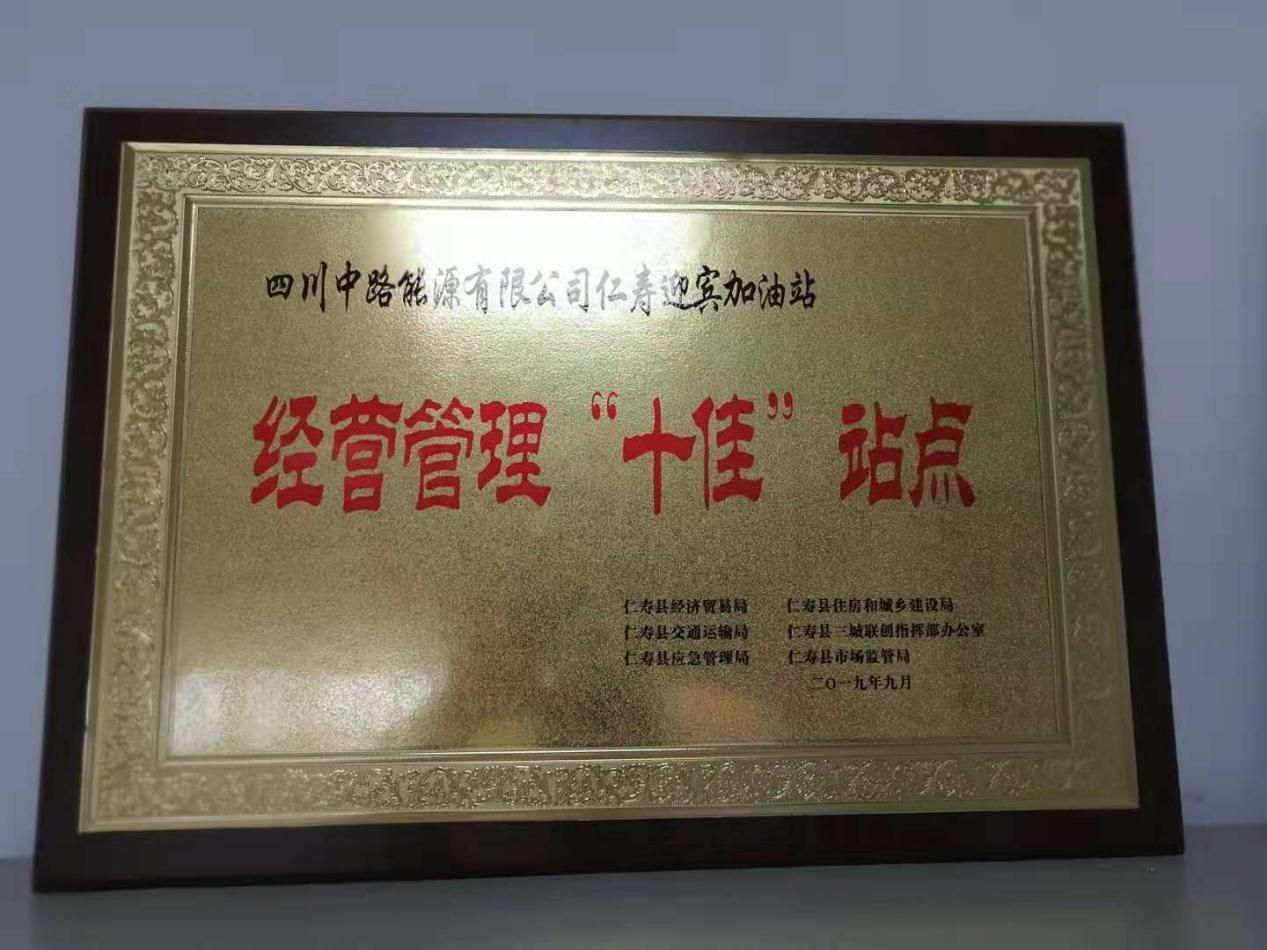 四川中路能源有限公司仁寿迎宾加油站
经营管理“十佳”站点
仁寿县经济贸易局 仁寿县住房和城乡建设局
仁寿县交通运输局 仁寿县三城联创指挥部办公室
仁寿县应急管理局 仁寿县市场监管局
二〇一九年九月